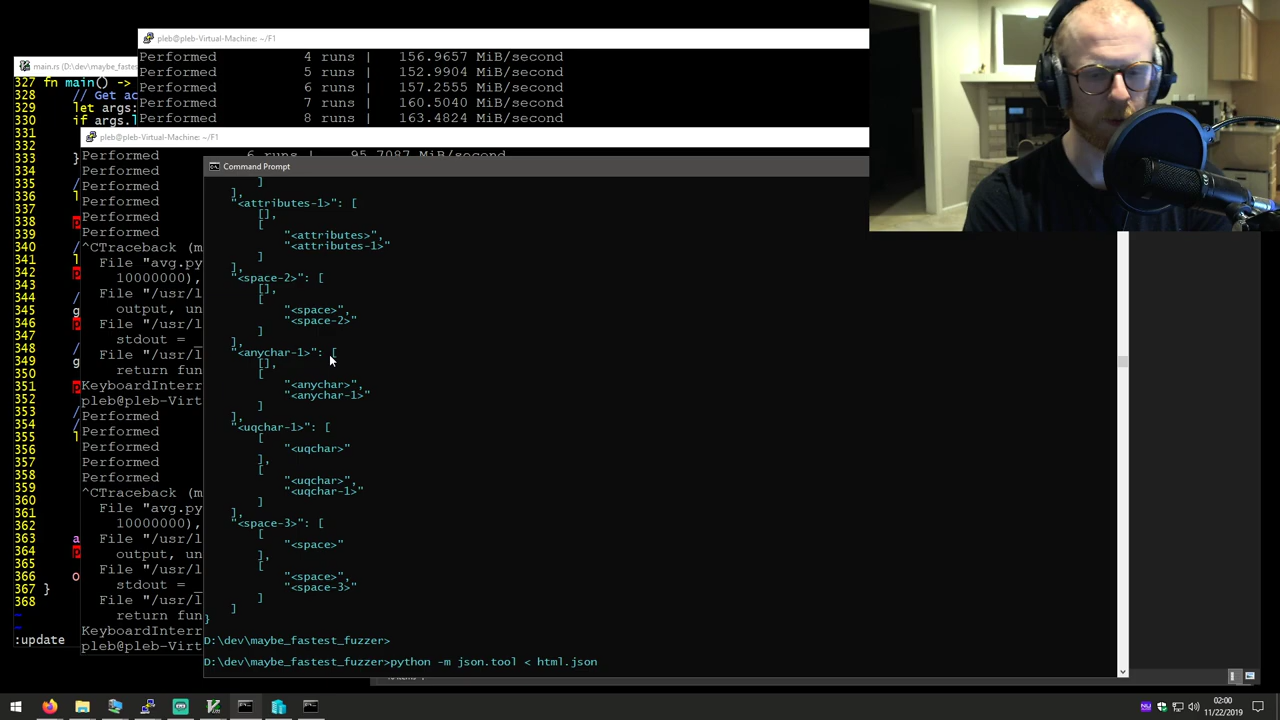 pleb@pleb-Virtual-Machine: ~/F1
Performed 4 runs | 156.9657 MiB/second
Performed 5 runs | 152.9904 MiB/second
Performed 6 runs | 157.2555 MiB/second
Performed 7 runs | 160.5040 MiB/second
Performed 8 runs | 163.4824 MiB/second
main.rs (D:\dev\maybe_fastes
327 fn main() ->
328 // Get ac
329 let args:
330 if args.l
331
332
333 }
334
335 /
336 l
337
338 p
339
340 /
341 l
342 p
343
344 /
345 g
346 p
347
348 /
349 g
350
351 p
352
353 /
354 /
355 l
356
357
358
359
360
361
362
363 a
364 p
365
366 o
367 }
368
:update
pleb@pleb-Virtual-Machine: ~/F1
Performed 6 runs | 95.7087 MiB/second
Performed
Performed
Performed
Performed
Performed
^CTraceback (m
File "avg.py
10000000),
File "/usr/l
output, un
File "/usr/l
stdout = _
File "/usr/l
return fun
KeyboardInterr
pleb@pleb-Virt
Performed
Performed
Performed
Performed
Performed
^CTraceback (m
File "avg.py
10000000),
File "/usr/l
output, un
File "/usr/l
stdout = _
File "/usr/l
return fun
KeyboardInterr
pleb@pleb-Virt
Command Prompt
]
],
"<attributes-1>": [
[],
[
"<attributes>",
"<attributes-1>"
]
],
"<space-2>": [
[],
[
"<space>",
"<space-2>"
]
],
"<anychar-1>": [
[],
[
"<anychar>",
"<anychar-1>"
]
],
"<uqchar-1>": [
[
"<uqchar>"
],
[
"<uqchar>",
"<uqchar-1>"
]
],
"<space-3>": [
[
"<space>"
],
[
"<space>",
"<space-3>"
]
]
}
D:\dev\maybe_fastest_fuzzer>
D:\dev\maybe_fastest_fuzzer>python -m json.tool < html.json
02:00
11/22/2019